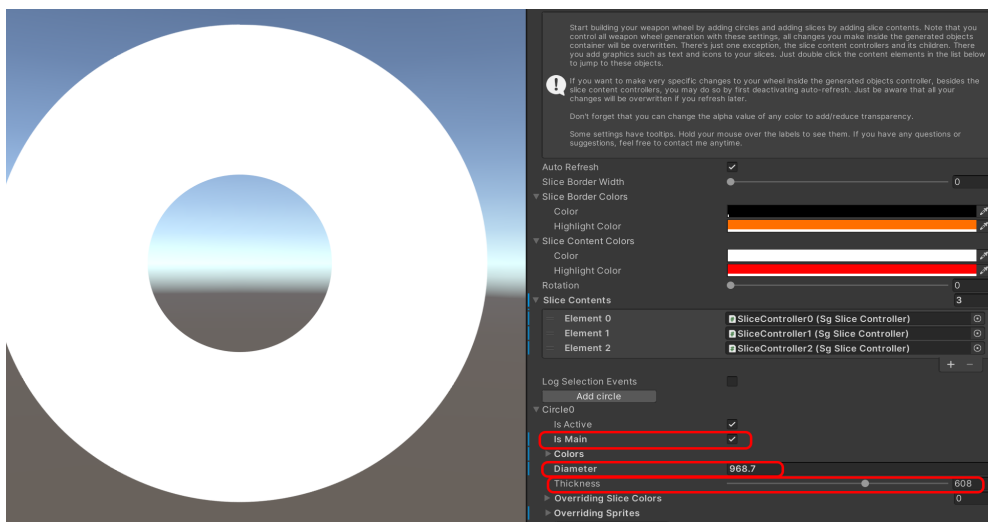 Start building your weapon wheel by adding circles and adding slices by adding slice contents. Note that you
control all weapon wheel generation with these settings, all changes you make inside the generated objects
container will be overwritten. There's just one exception, the slice content controllers and its children. There
you add graphics such as text and icons to your slices. Just double click the content elements in the list below
to jump to these objects.
If you want to make very specific changes to your wheel inside the generated objects controller, besides the
slice content controllers, you may do so by first deactivating auto-refresh. Just be aware that all your
changes will be overwritten if you refresh later.
Don't forget that you can change the alpha value of any color to add/reduce transparency.
Some settings have tooltips. Hold your mouse over the labels to see them. If you have any questions or
suggestions, feel free to contact me anytime.
Auto Refresh
Slice Border Width 0
Slice Border Colors
Color
Highlight Color
Slice Content Colors
Color
Highlight Color
Rotation 0
Slice Contents 3
Element 0 SliceController0 (Sg Slice Controller)
Element 1 SliceController1 (Sg Slice Controller)
Element 2 SliceController2 (Sg Slice Controller)
+ −
Log Selection Events
Add circle
Circle0
Is Active
Is Main
Colors
Diameter 968.7
Thickness 608
Overriding Slice Colors 0
Overriding Sprites